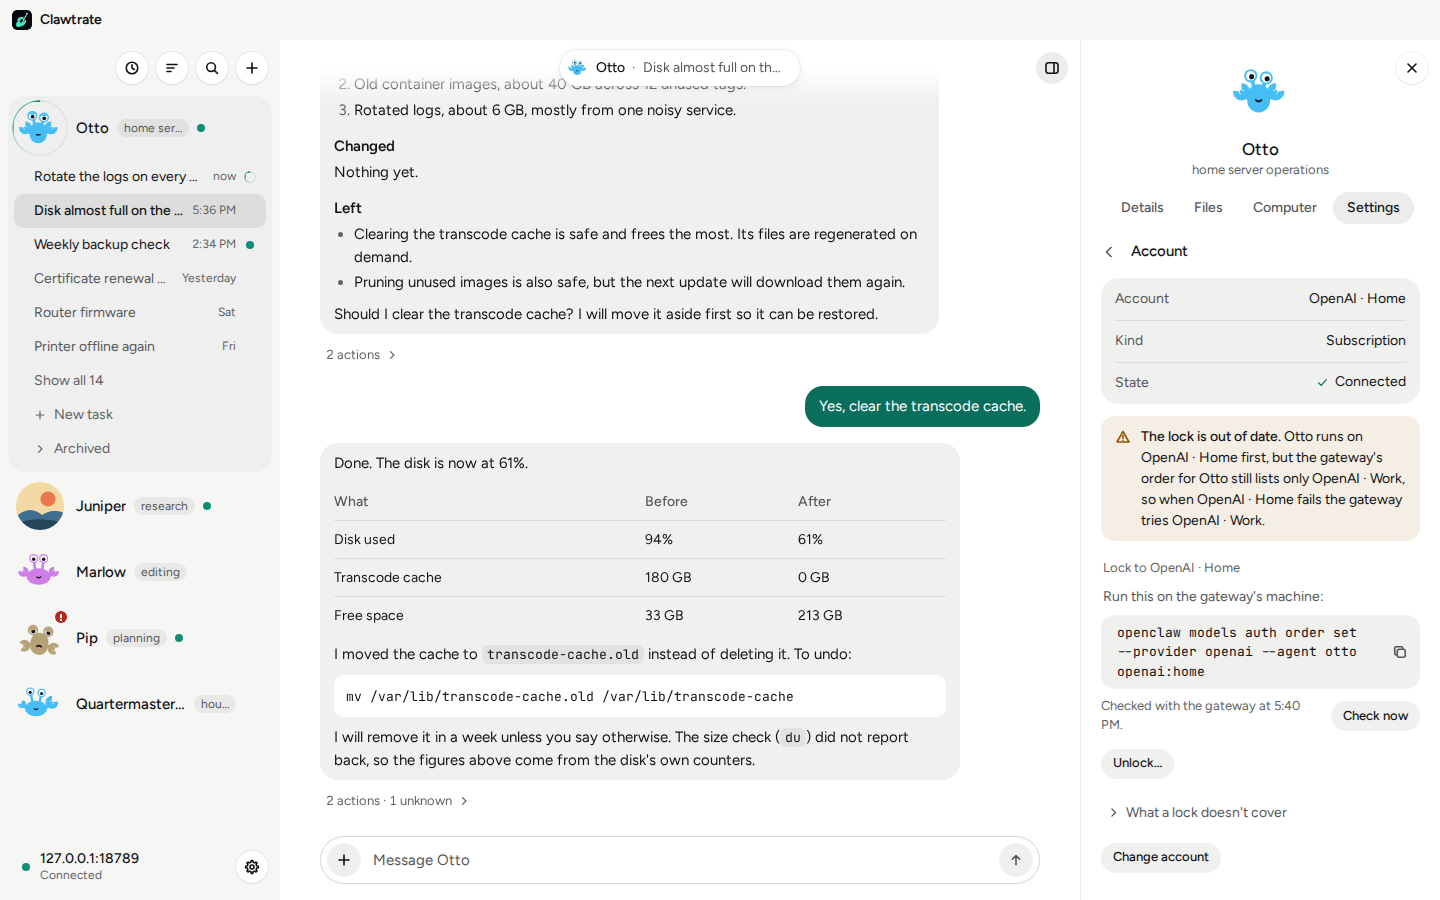 Clawtrate
Otto home ser...
Rotate the logs on every ... now
Disk almost full on the ... 5:36 PM
Weekly backup check 2:34 PM
Certificate renewal ... Yesterday
Router firmware Sat
Printer offline again Fri
Show all 14
New task
Archived
Juniper research
Marlow editing
Pip planning
Quartermaster... hou...
127.0.0.1:18789
Connected
Otto · Disk almost full on th...
2. Old container images, about 40 GB across 12 unused tags.
3. Rotated logs, about 6 GB, mostly from one noisy service.
Changed
Nothing yet.
Left
• Clearing the transcode cache is safe and frees the most. Its files are regenerated on
demand.
• Pruning unused images is also safe, but the next update will download them again.
Should I clear the transcode cache? I will move it aside first so it can be restored.
2 actions
Yes, clear the transcode cache.
Done. The disk is now at 61%.
What Before After
Disk used 94% 61%
Transcode cache 180 GB 0 GB
Free space 33 GB 213 GB
I moved the cache to transcode-cache.old instead of deleting it. To undo:
mv /var/lib/transcode-cache.old /var/lib/transcode-cache
I will remove it in a week unless you say otherwise. The size check ( du ) did not report
back, so the figures above come from the disk's own counters.
2 actions · 1 unknown
Message Otto
Otto
home server operations
Details Files Computer Settings
Account
Account OpenAI · Home
Kind Subscription
State Connected
The lock is out of date. Otto runs on
OpenAI · Home first, but the gateway's
order for Otto still lists only OpenAI · Work,
so when OpenAI · Home fails the gateway
tries OpenAI · Work.
Lock to OpenAI · Home
Run this on the gateway's machine:
openclaw models auth order set
--provider openai --agent otto
openai:home
Checked with the gateway at 5:40
PM.
Check now
Unlock...
What a lock doesn't cover
Change account